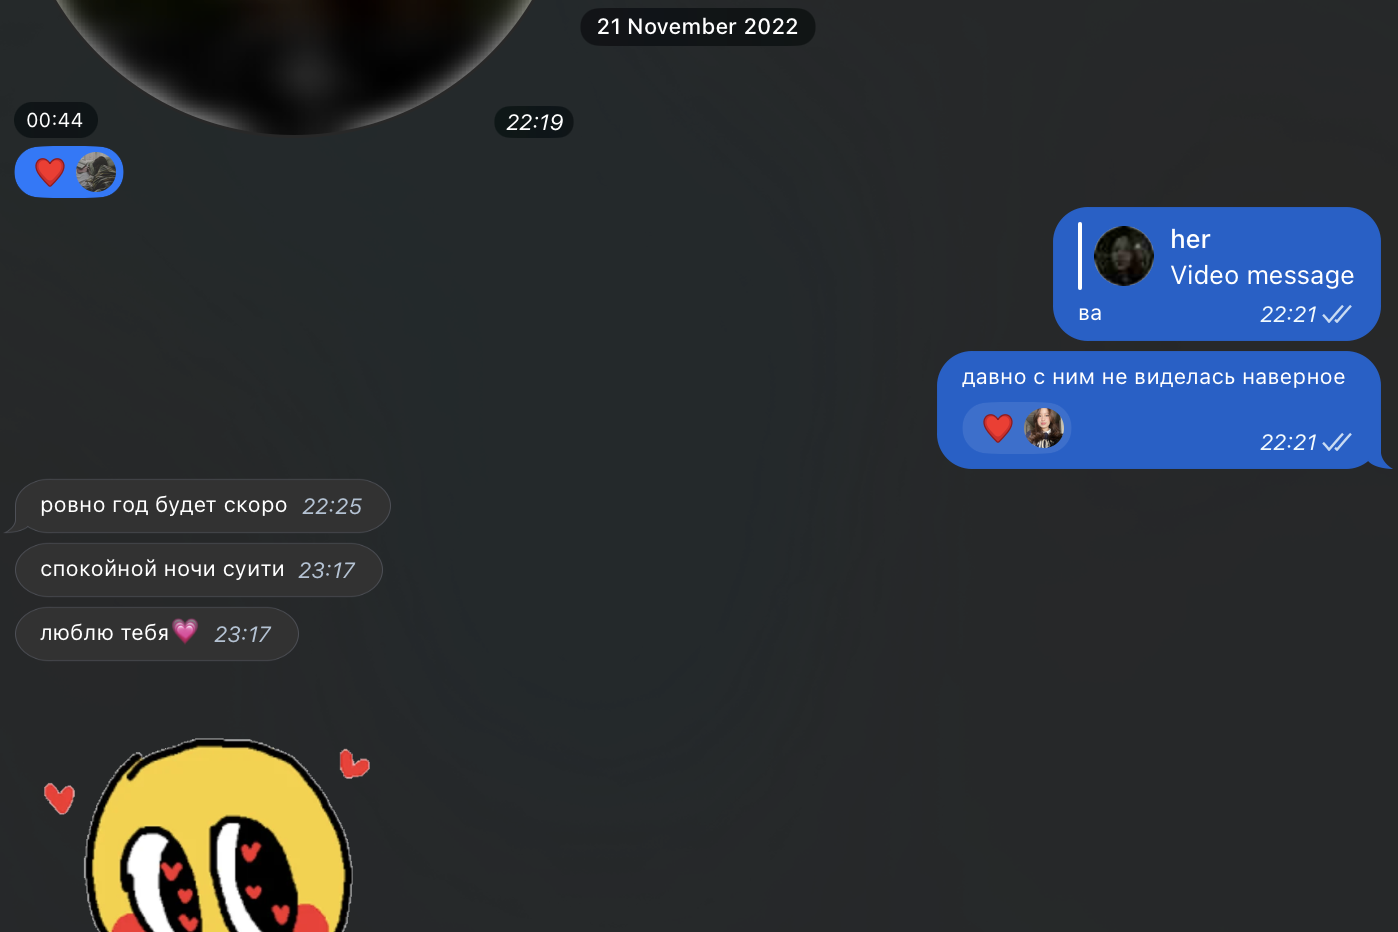 21 November 2022
00:44
22:19
her
Video message
ва 22:21
давно с ним не виделась наверное
22:21
ровно год будет скоро 22:25
спокойной ночи суити 23:17
люблю тебя💗 23:17